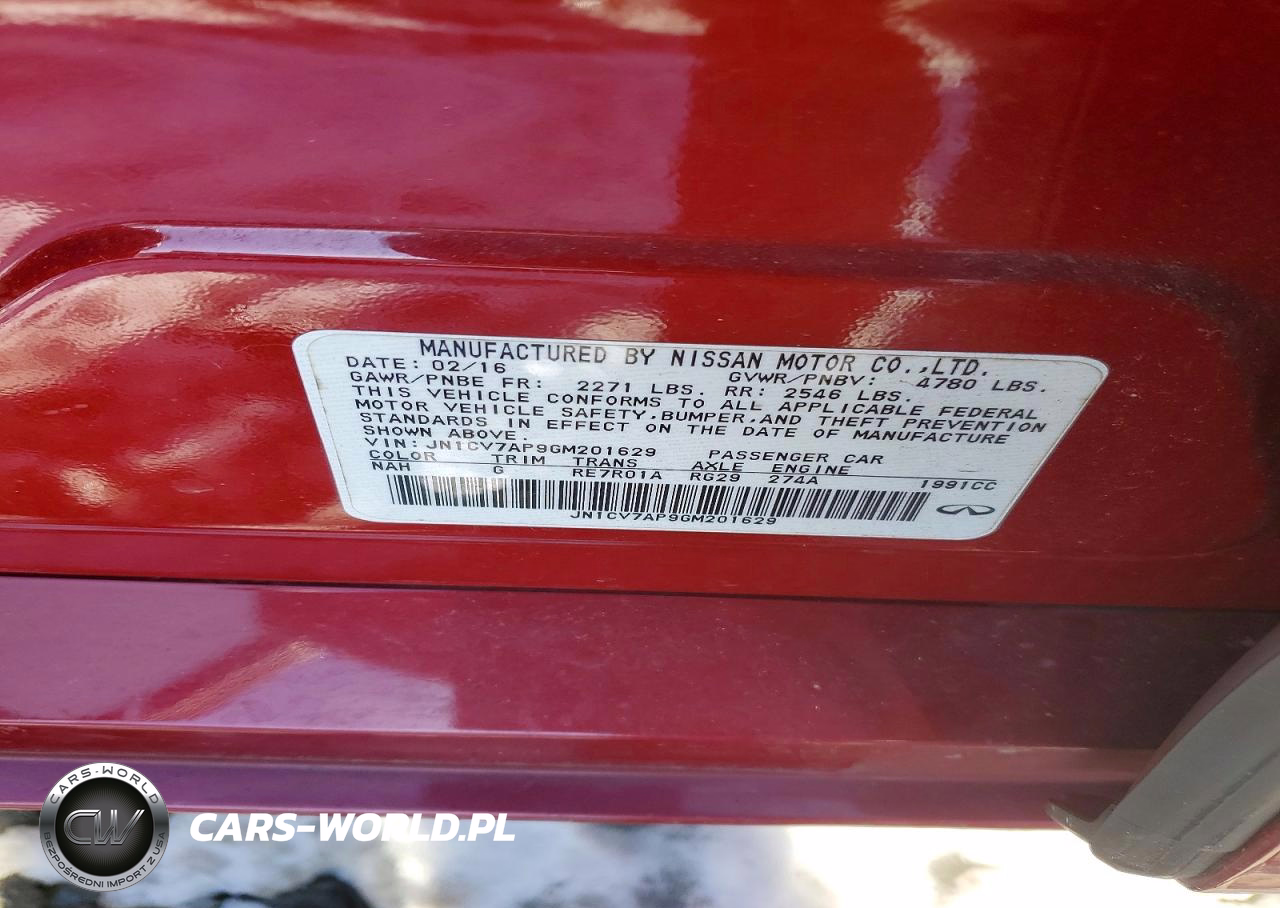 MANUFACTURED BY NISSAN MOTOR CO.,LTD.
DATE: 02/16 GVWR/PNBV: 4780 LBS.
GAWR/PNBE FR: 2271 LBS. RR: 2546 LBS.
THIS VEHICLE CONFORMS TO ALL APPLICABLE FEDERAL
MOTOR VEHICLE SAFETY,BUMPER,AND THEFT PREVENTION
STANDARDS IN EFFECT ON THE DATE OF MANUFACTURE
SHOWN ABOVE.
VIN: JN1CV7AP9GM201629 PASSENGER CAR
COLOR TRIM TRANS AXLE ENGINE
NAH G RE7R01A RG29 274A 1991CC
JN1CV7AP9GM201629
CARS-WORLD
CW
BEZPOŚREDNI IMPORT Z USA
CARS-WORLD.PL